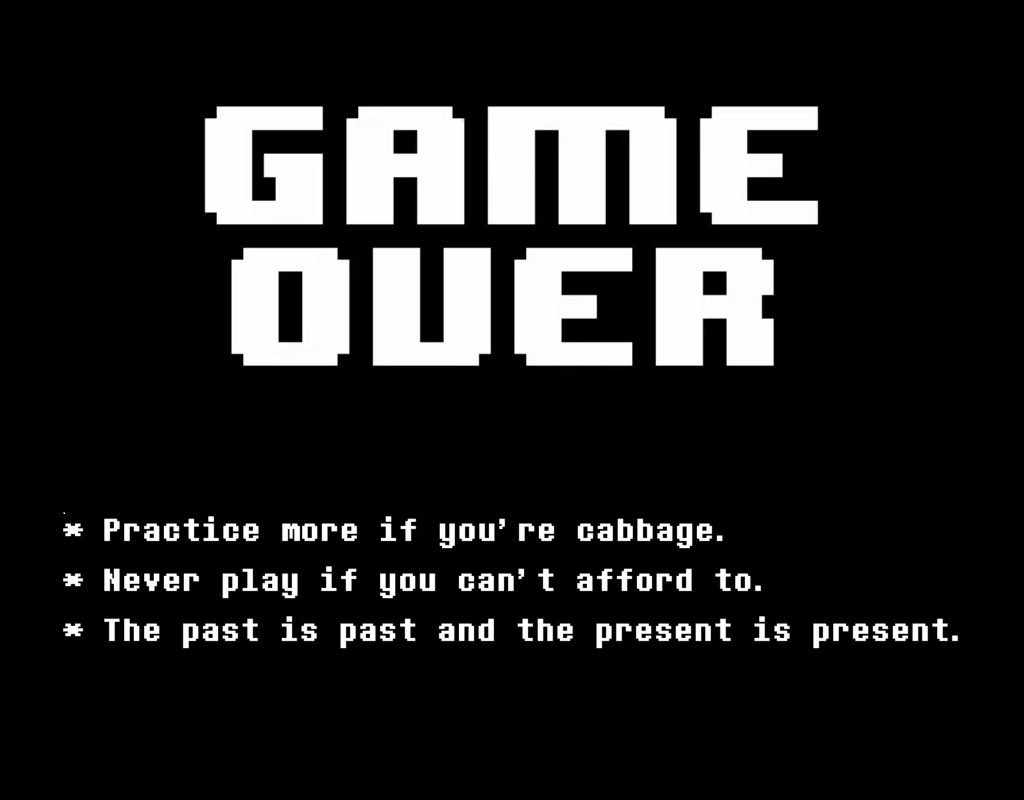 GAME
OVER
* Practice more if you're cabbage.
* Never play if you can't afford to.
* The past is past and the present is present.